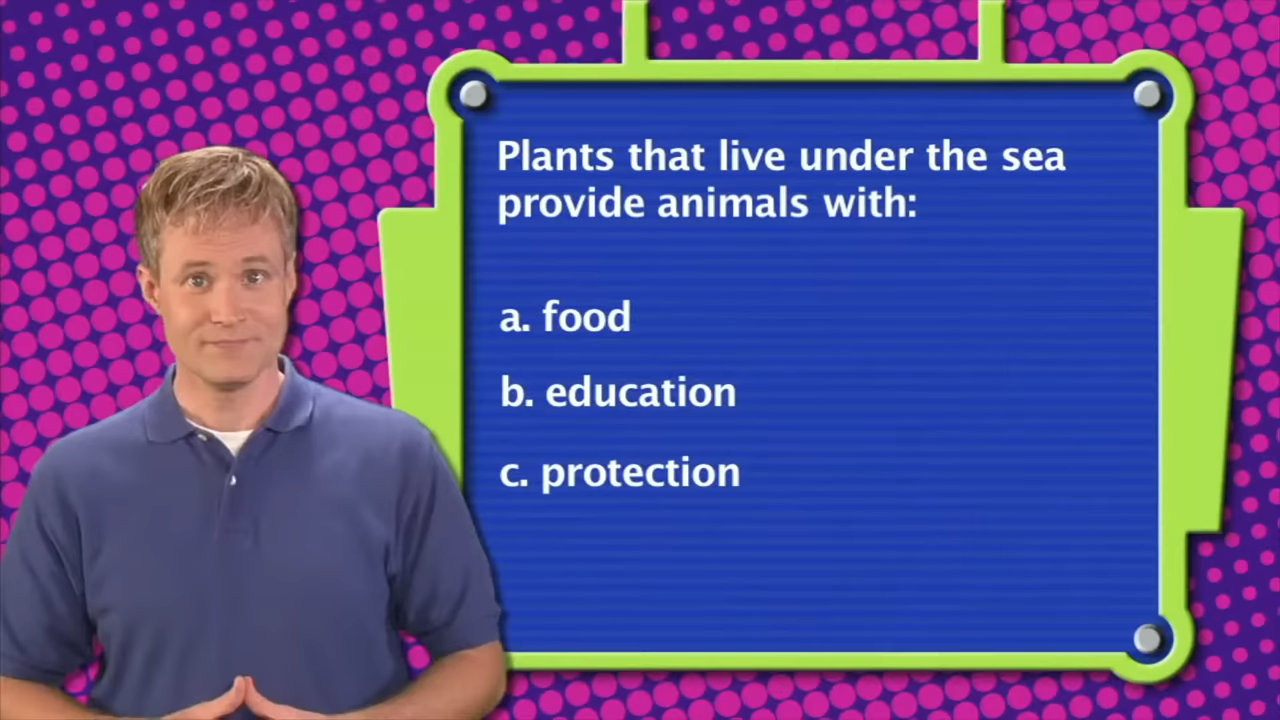 Plants that live under the sea
provide animals with:
a. food
b. education
c. protection